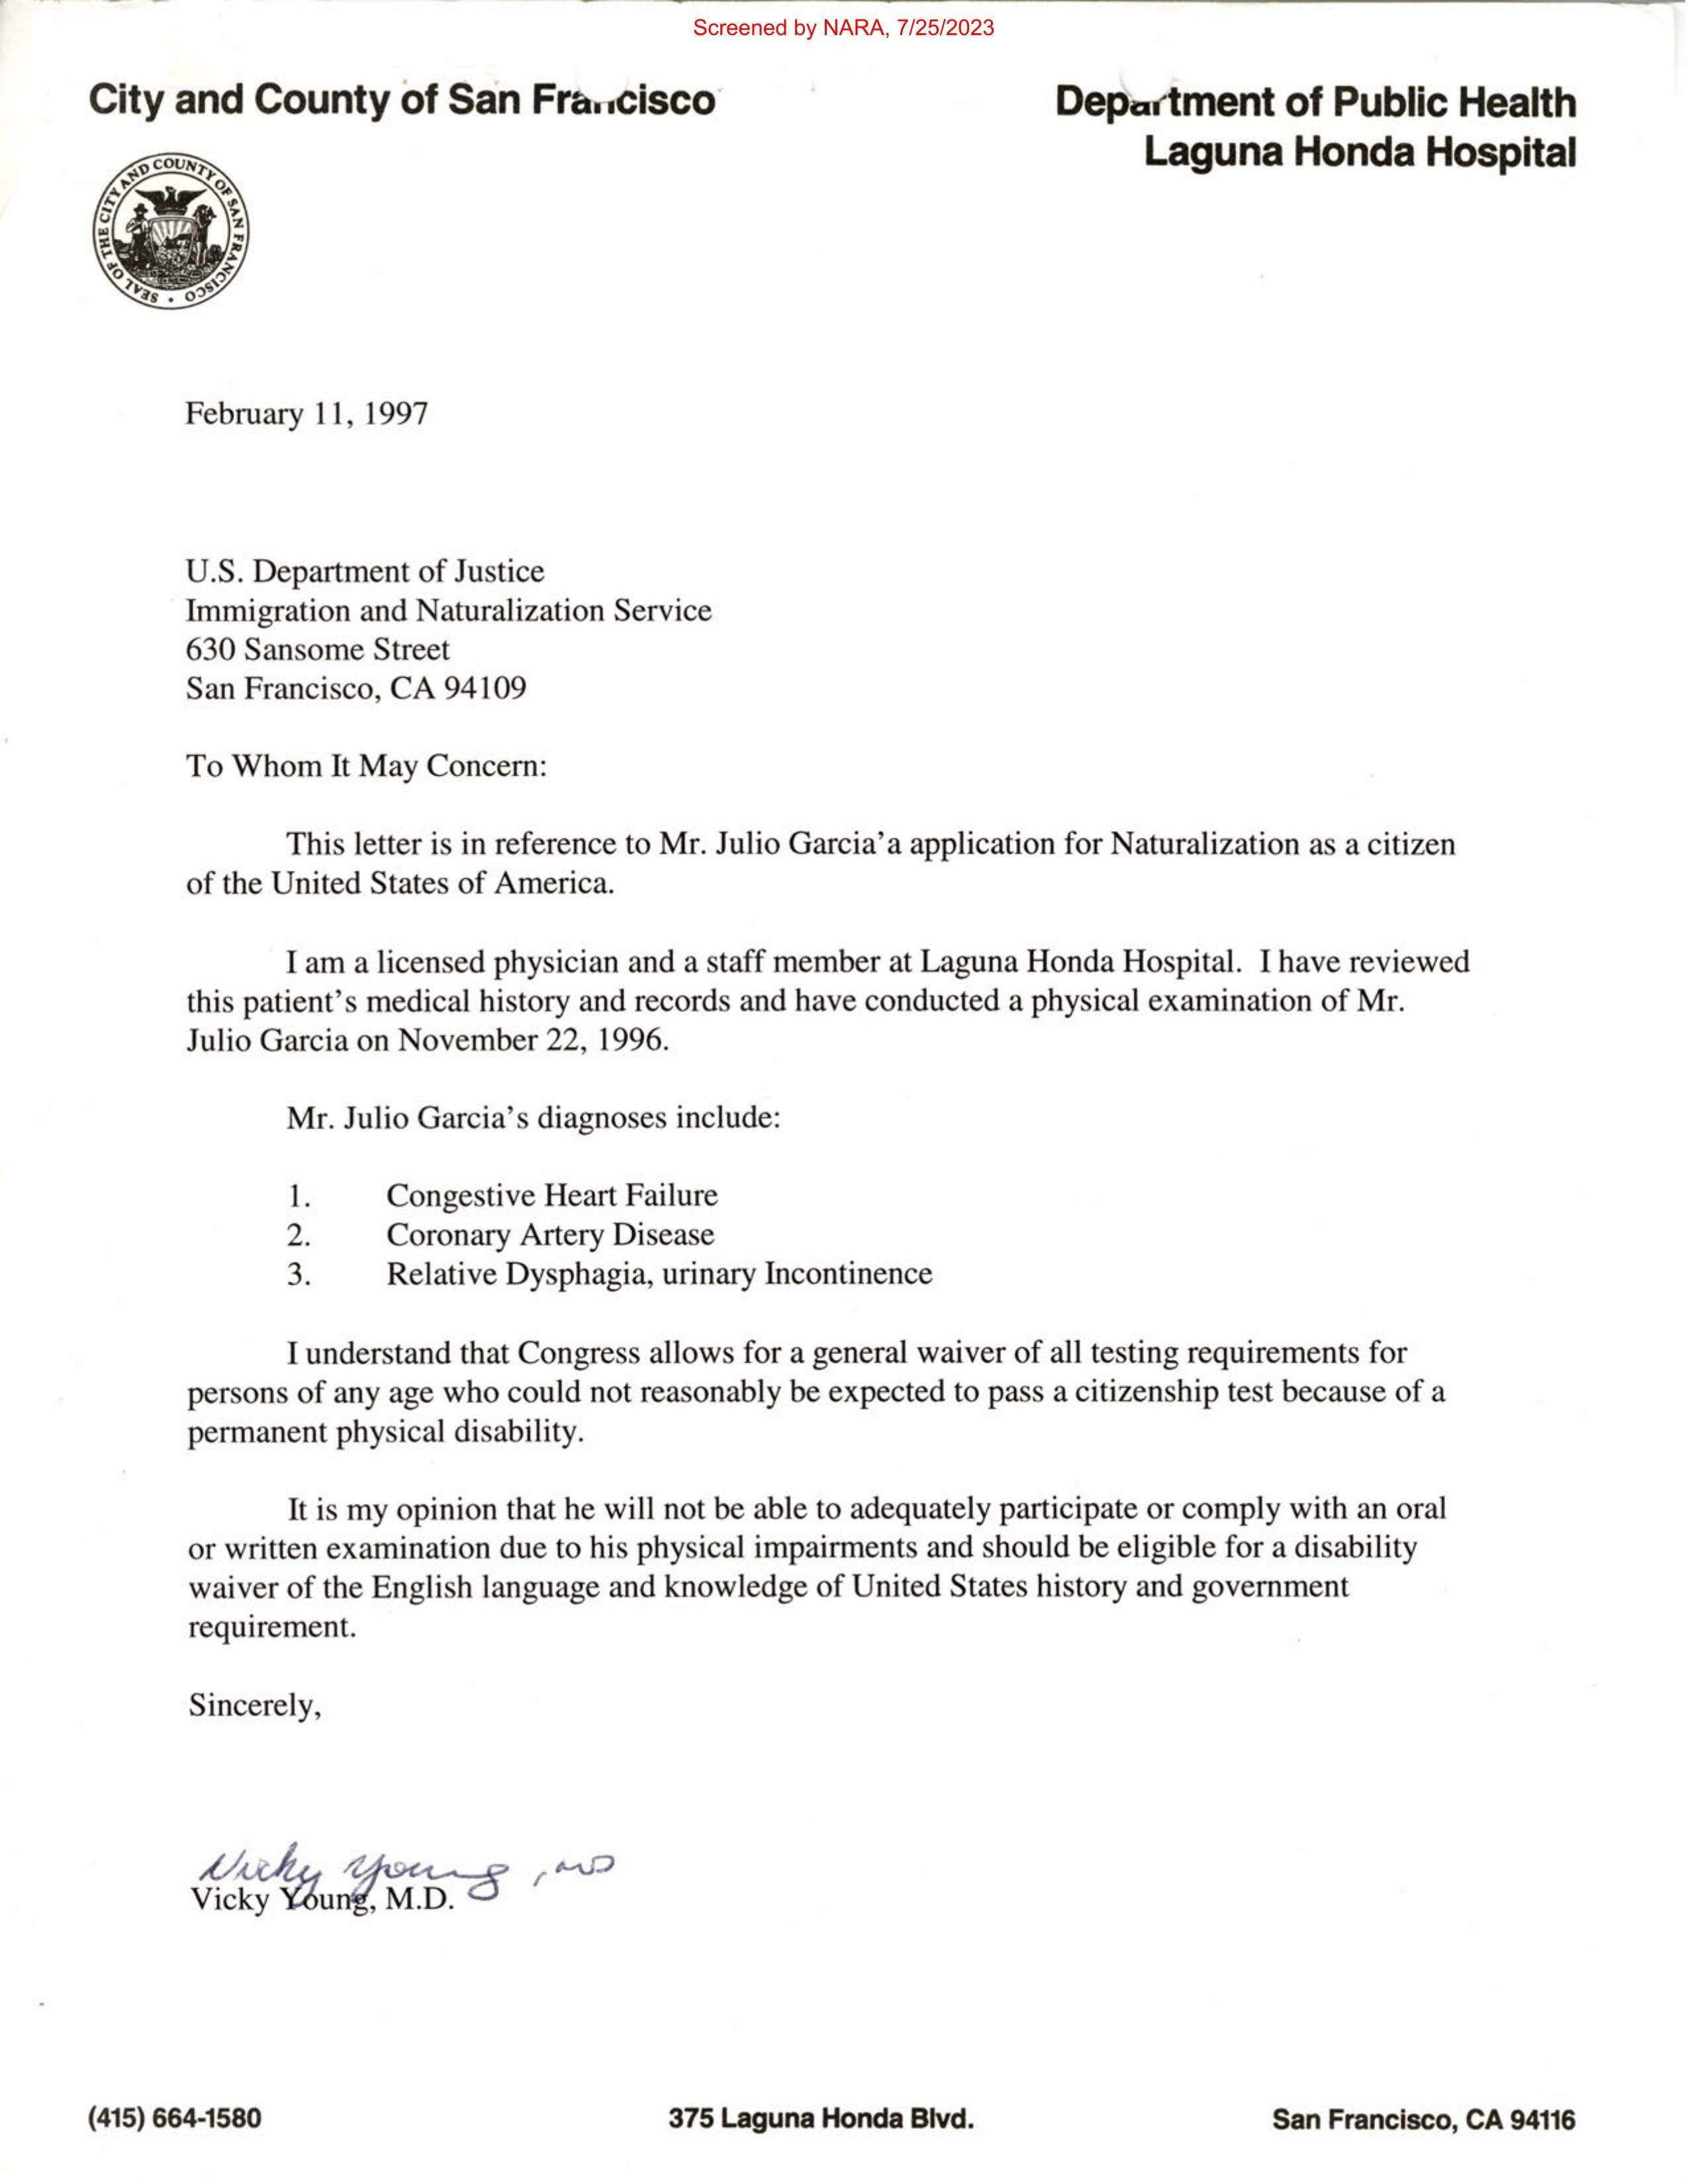 Screened by NARA, 7/25/2023
City and County of San Francisco
Department of Public Health
Laguna Honda Hospital
SEAL OF THE CITY AND COUNTY OF SAN FRANCISCO
February 11, 1997
U.S. Department of Justice
Immigration and Naturalization Service
630 Sansome Street
San Francisco, CA 94109
To Whom It May Concern:
This letter is in reference to Mr. Julio Garcia'a application for Naturalization as a citizen
of the United States of America.
I am a licensed physician and a staff member at Laguna Honda Hospital. I have reviewed
this patient's medical history and records and have conducted a physical examination of Mr.
Julio Garcia on November 22, 1996.
Mr. Julio Garcia's diagnoses include:
1. Congestive Heart Failure
2. Coronary Artery Disease
3. Relative Dysphagia, urinary Incontinence
I understand that Congress allows for a general waiver of all testing requirements for
persons of any age who could not reasonably be expected to pass a citizenship test because of a
permanent physical disability.
It is my opinion that he will not be able to adequately participate or comply with an oral
or written examination due to his physical impairments and should be eligible for a disability
waiver of the English language and knowledge of United States history and government
requirement.
Sincerely,
Vicky Young, MD
Vicky Young, M.D.
(415) 664-1580
375 Laguna Honda Blvd.
San Francisco, CA 94116